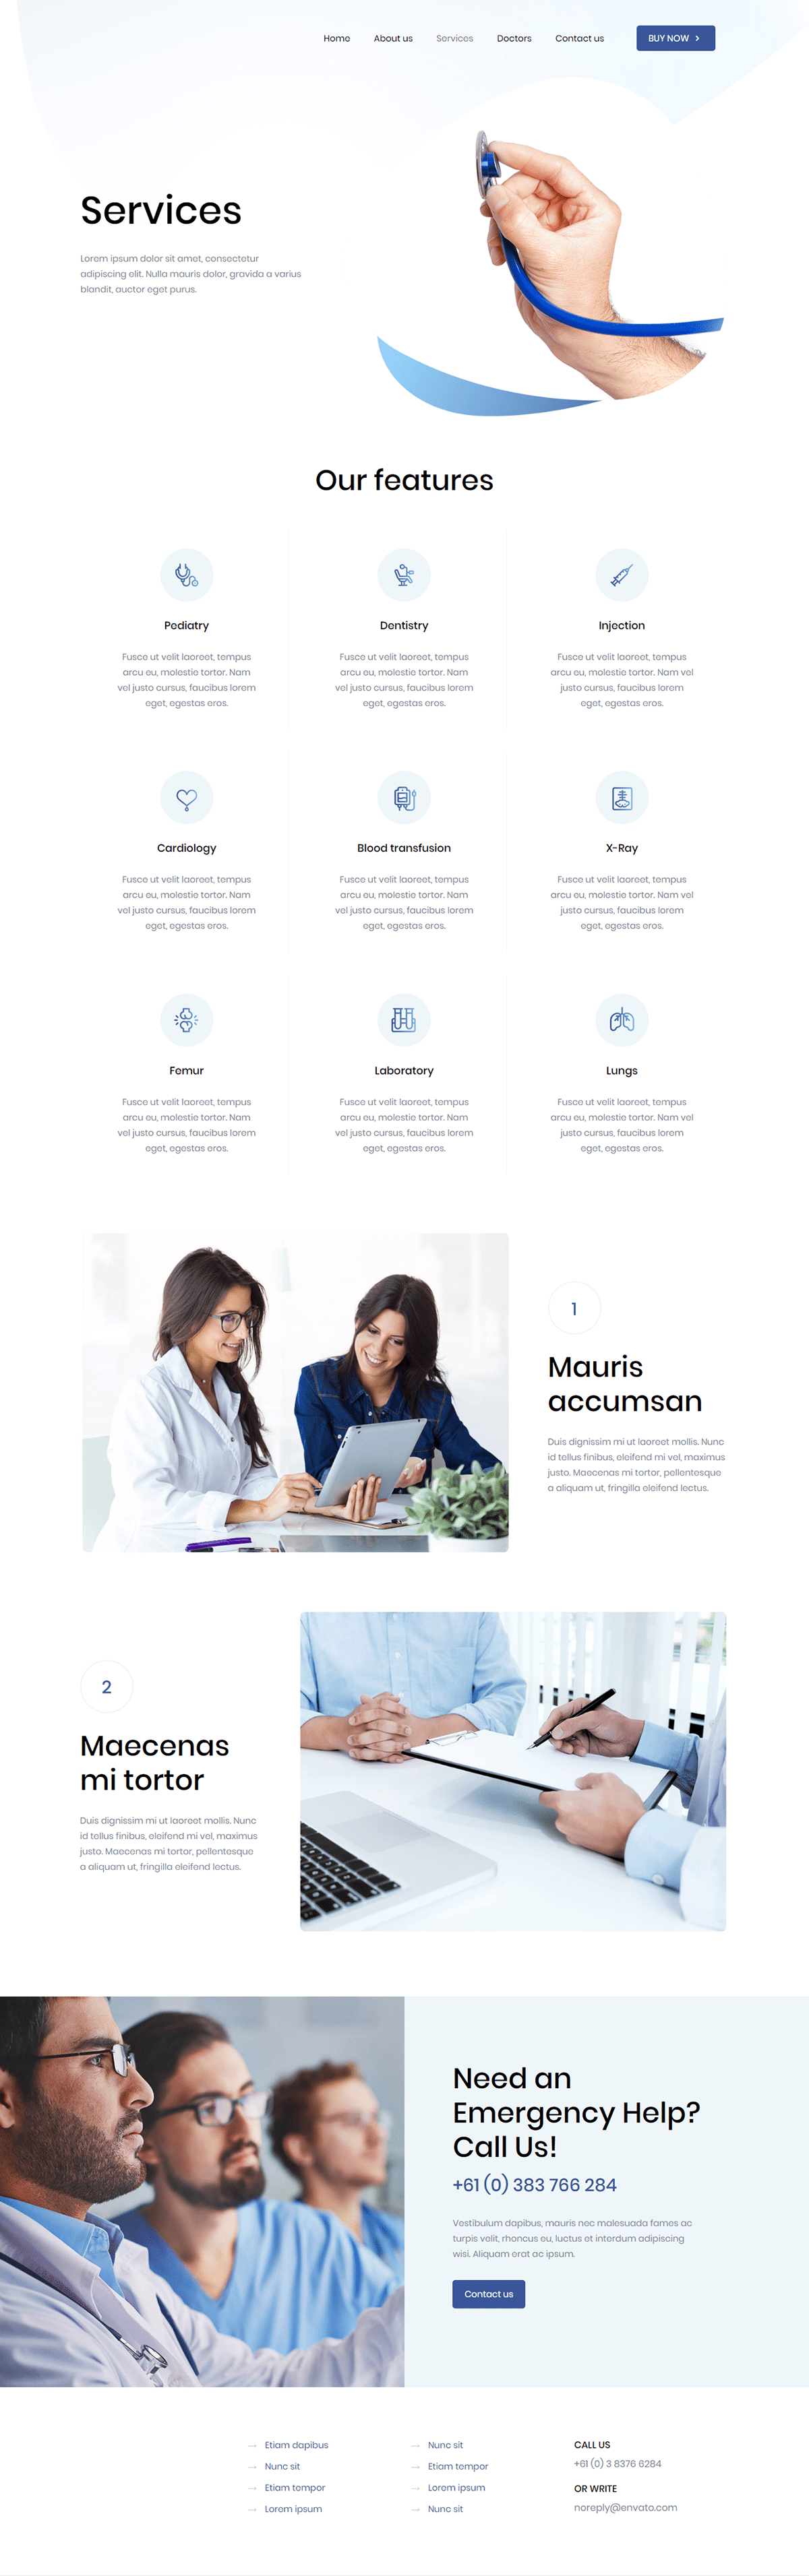 Home About us Services Doctors Contact us BUY NOW
Services
Lorem ipsum dolor sit amet, consectetur
adipiscing elit. Nulla mauris dolor, gravida a varius
blandit, auctor eget purus.
Our features
Pediatry
Fusce ut velit laoreet, tempus
arcu eu, molestie tortor. Nam
vel justo cursus, faucibus lorem
eget, egestas eros.
Dentistry
Fusce ut velit laoreet, tempus
arcu eu, molestie tortor. Nam
vel justo cursus, faucibus lorem
eget, egestas eros.
Injection
Fusce ut velit laoreet, tempus
arcu eu, molestie tortor. Nam vel
justo cursus, faucibus lorem
eget, egestas eros.
Cardiology
Fusce ut velit laoreet, tempus
arcu eu, molestie tortor. Nam
vel justo cursus, faucibus lorem
eget, egestas eros.
Blood transfusion
Fusce ut velit laoreet, tempus
arcu eu, molestie tortor. Nam
vel justo cursus, faucibus lorem
eget, egestas eros.
X-Ray
Fusce ut velit laoreet, tempus
arcu eu, molestie tortor. Nam vel
justo cursus, faucibus lorem
eget, egestas eros.
Femur
Fusce ut velit laoreet, tempus
arcu eu, molestie tortor. Nam
vel justo cursus, faucibus lorem
eget, egestas eros.
Laboratory
Fusce ut velit laoreet, tempus
arcu eu, molestie tortor. Nam
vel justo cursus, faucibus lorem
eget, egestas eros.
Lungs
Fusce ut velit laoreet, tempus
arcu eu, molestie tortor. Nam vel
justo cursus, faucibus lorem
eget, egestas eros.
1
Mauris
accumsan
Duis dignissim mi ut laoreet mollis. Nunc
id tellus finibus, eleifend mi vel, maximus
justo. Maecenas mi tortor, pellentesque
a aliquam ut, fringilla eleifend lectus.
2
Maecenas
mi tortor
Duis dignissim mi ut laoreet mollis. Nunc
id tellus finibus, eleifend mi vel, maximus
justo. Maecenas mi tortor, pellentesque
a aliquam ut, fringilla eleifend lectus.
Need an
Emergency Help?
Call Us!
+61 (0) 383 766 284
Vestibulum dapibus, mauris nec malesuada fames ac
turpis velit, rhoncus eu, luctus et interdum adipiscing
wisi. Aliquam erat ac ipsum.
Contact us
Etiam dapibus
Nunc sit
Etiam tempor
Lorem ipsum
Nunc sit
Etiam tempor
Lorem ipsum
Nunc sit
CALL US
+61 (0) 3 8376 6284
OR WRITE
noreply@envato.com